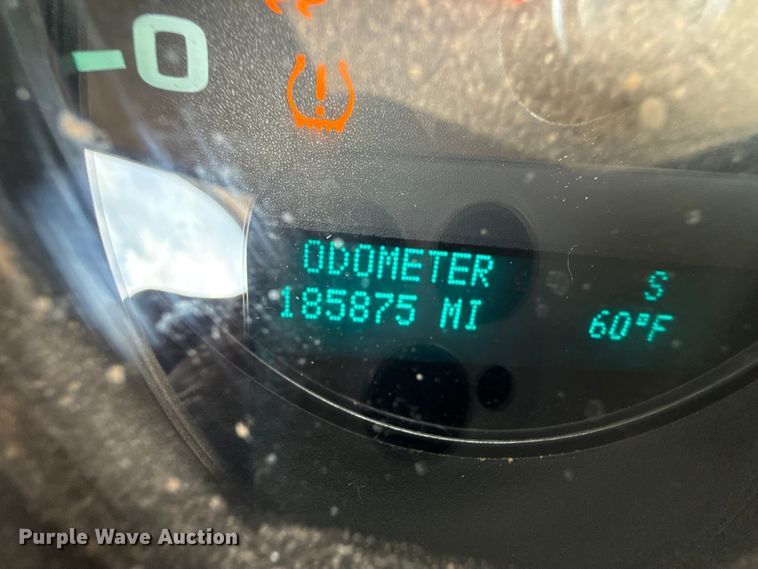 0
ODOMETER
185875 MI
S
60°F
Purple Wave Auction